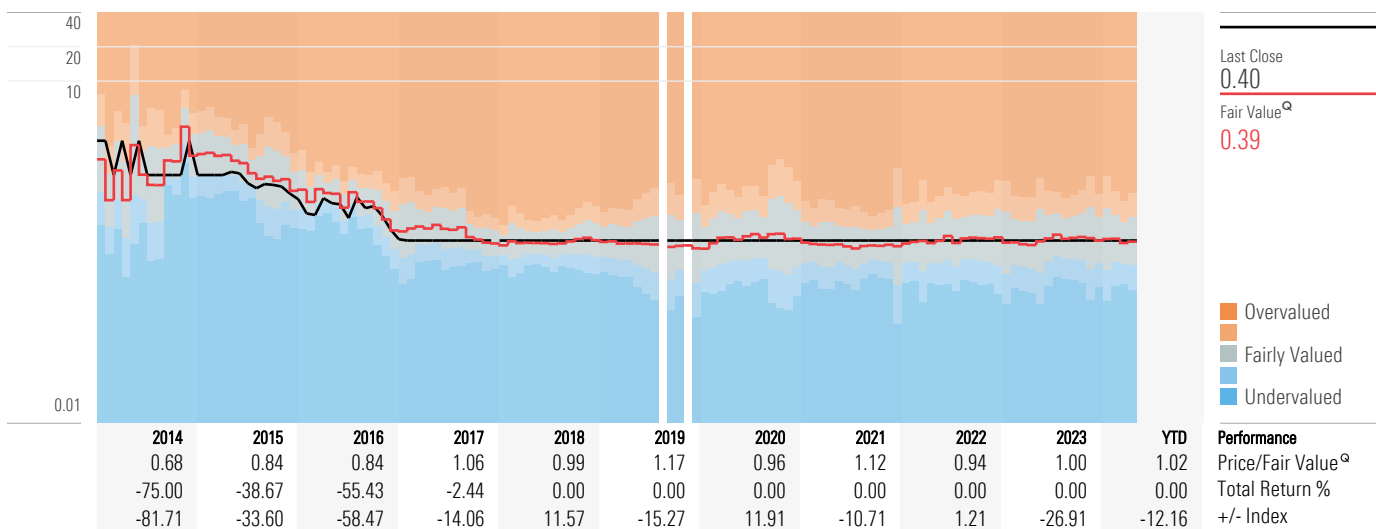 40
20
10
0.01
Last Close
0.40
Fair Value Q
0.39
Overvalued
Fairly Valued
Undervalued
2014 2015 2016 2017 2018 2019 2020 2021 2022 2023 YTD Performance
0.68 0.84 0.84 1.06 0.99 1.17 0.96 1.12 0.94 1.00 1.02 Price/Fair Value Q
-75.00 -38.67 -55.43 -2.44 0.00 0.00 0.00 0.00 0.00 0.00 0.00 Total Return %
-81.71 -33.60 -58.47 -14.06 11.57 -15.27 11.91 -10.71 1.21 -26.91 -12.16 +/- Index